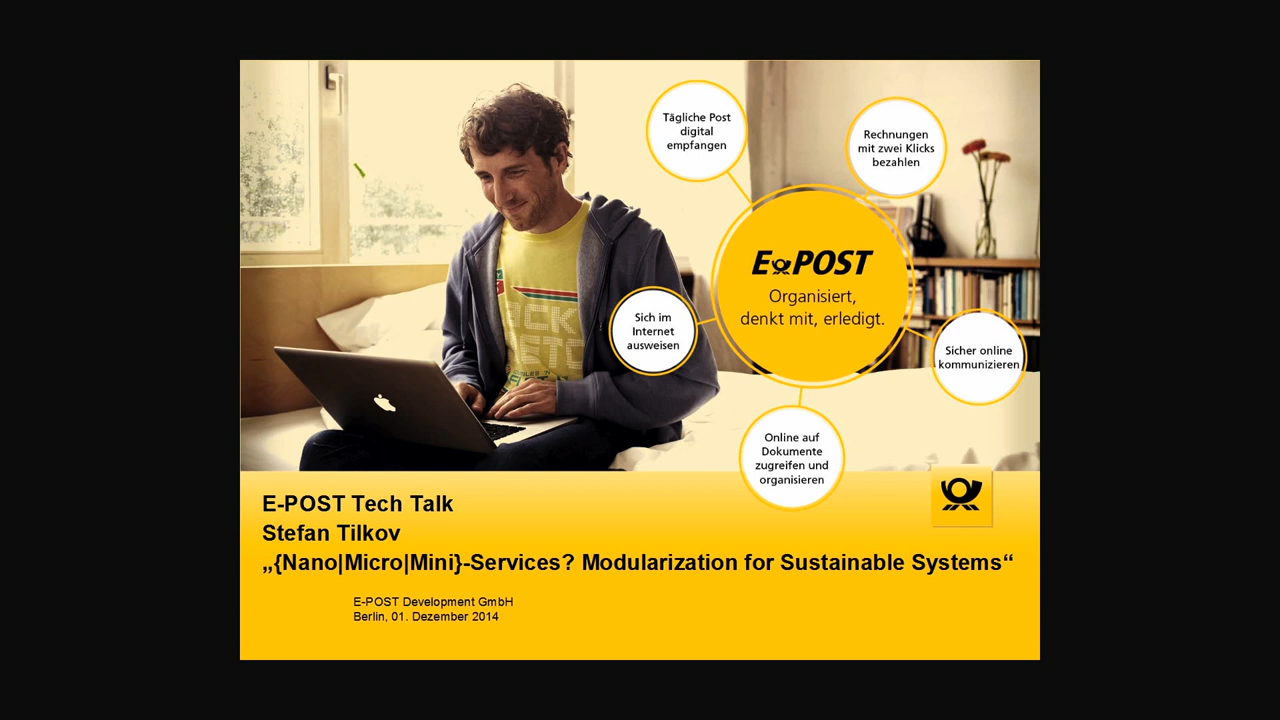 Tägliche Post
digital
empfangen
Rechnungen
mit zwei Klicks
bezahlen
E POST
Organisiert,
denkt mit, erledigt.
Sich im
Internet
ausweisen
Sicher online
kommunizieren
Online auf
Dokumente
zugreifen und
organisieren
E-POST Tech Talk
Stefan Tilkov
„{Nano|Micro|Mini}-Services? Modularization for Sustainable Systems“
E-POST Development GmbH
Berlin, 01. Dezember 2014